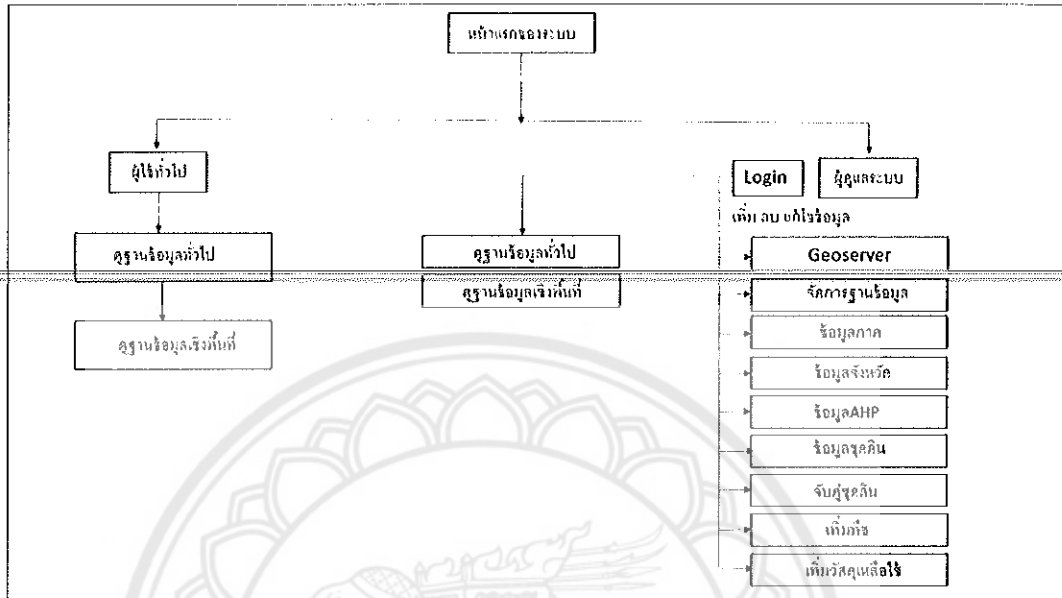 หน้าแรกของระบบ
ผู้ใช้ทั่วไป
Login
ผู้ดูแลระบบ
เพิ่ม ลบ แก้ไขข้อมูล
ดูฐานข้อมูลทั่วไป
ดูฐานข้อมูลทั่วไป
Geoserver
ดูฐานข้อมูลเชิงพื้นที่
จัดการฐานข้อมูล
ดูฐานข้อมูลเชิงพื้นที่
ข้อมูลภาค
ข้อมูลจังหวัด
ข้อมูลAHP
ข้อมูลชุดดิน
จับคู่ชุดดิน
เพิ่มพืช
เพิ่มวัสดุเหลือใช้